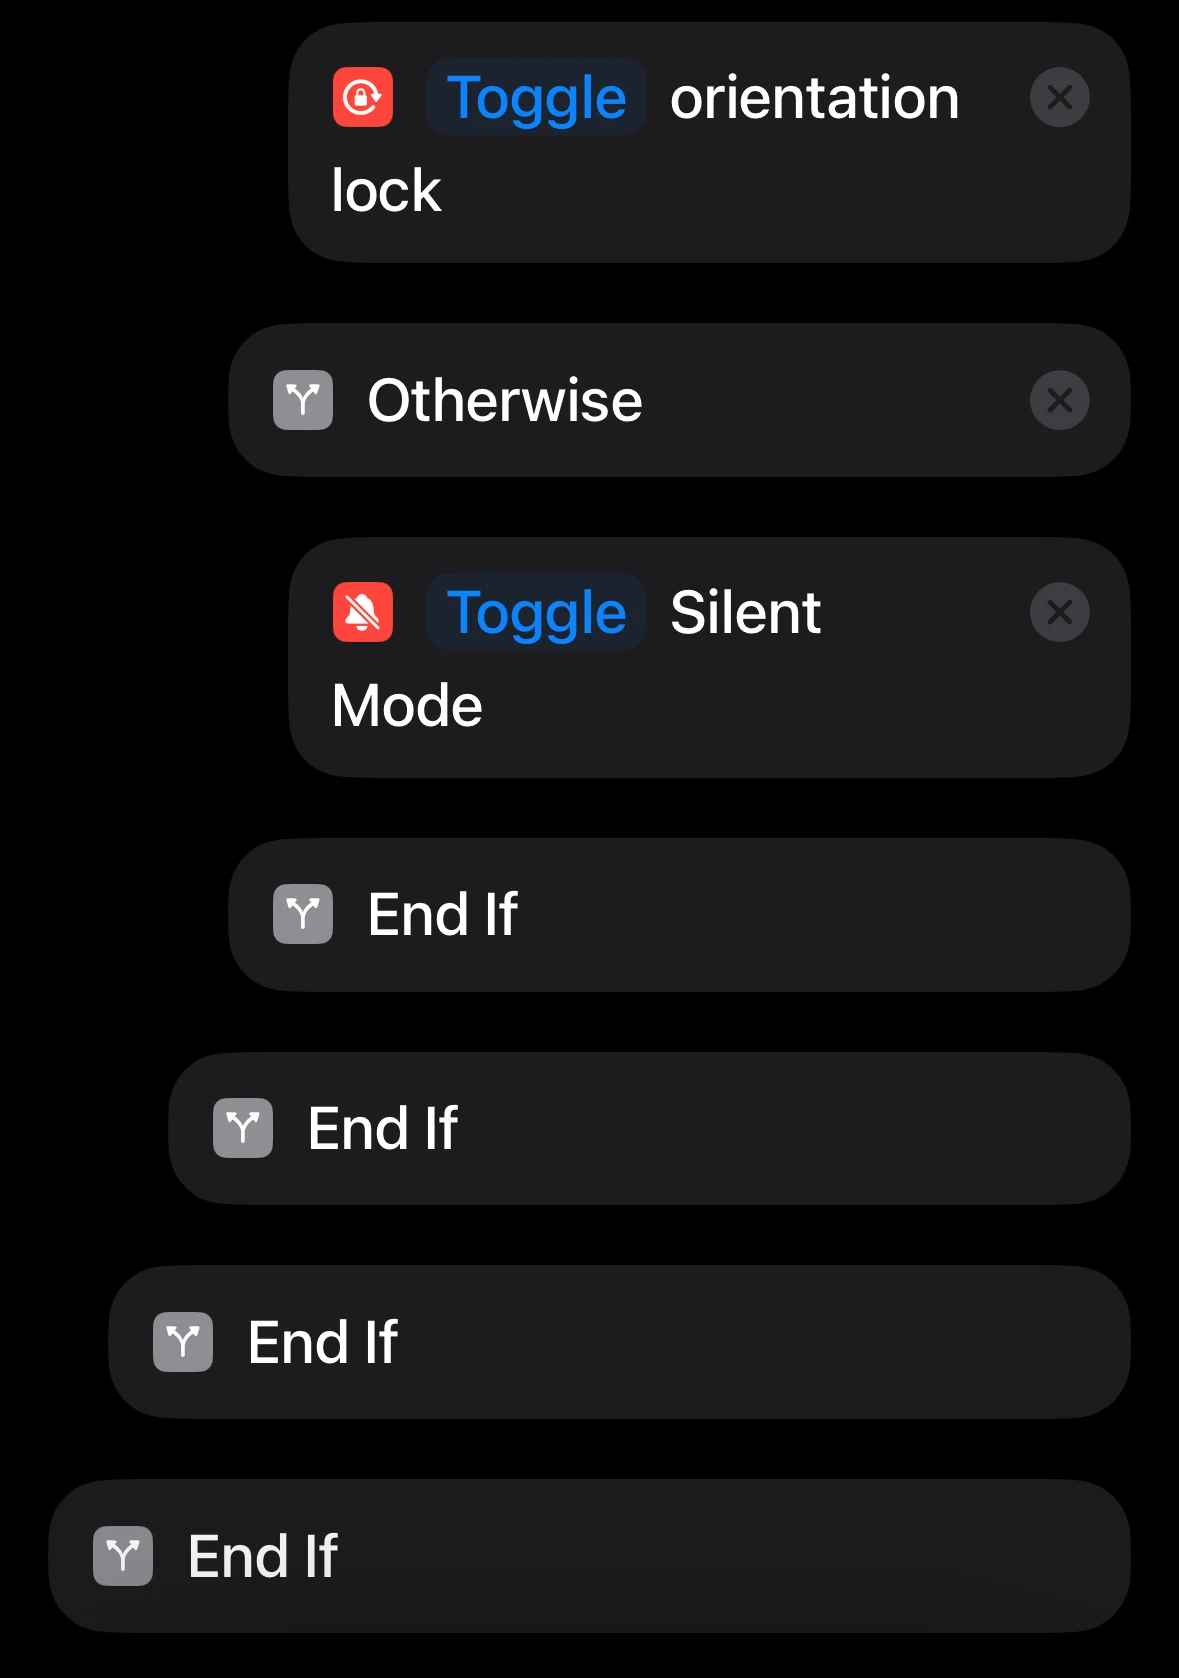 Toggle orientation
lock
Otherwise
Toggle Silent
Mode
End If
End If
End If
End If